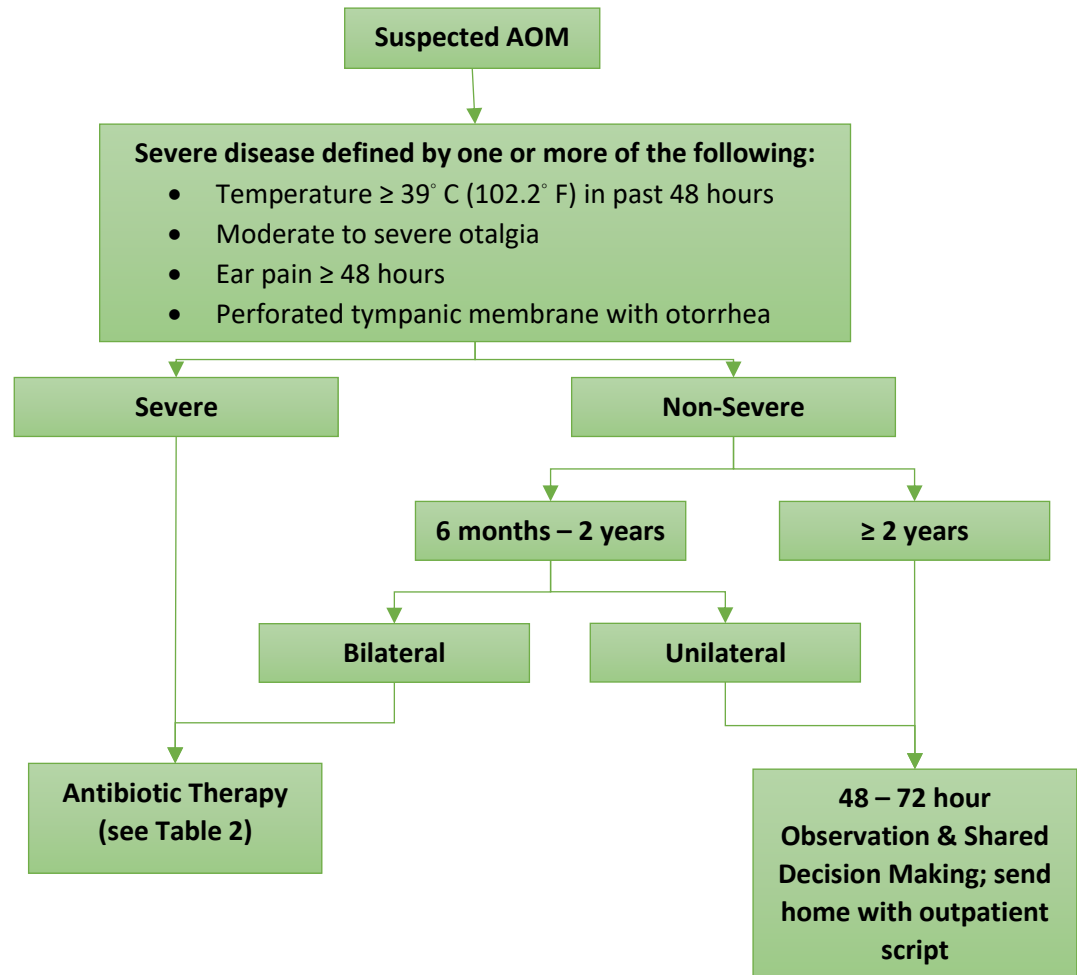 Suspected AOM
Severe disease defined by one or more of the following:
• Temperature ≥ 39° C (102.2° F) in past 48 hours
• Moderate to severe otalgia
• Ear pain ≥ 48 hours
• Perforated tympanic membrane with otorrhea
Severe
Non-Severe
6 months – 2 years
≥ 2 years
Bilateral
Unilateral
Antibiotic Therapy
(see Table 2)
48 – 72 hour
Observation & Shared
Decision Making; send
home with outpatient
script